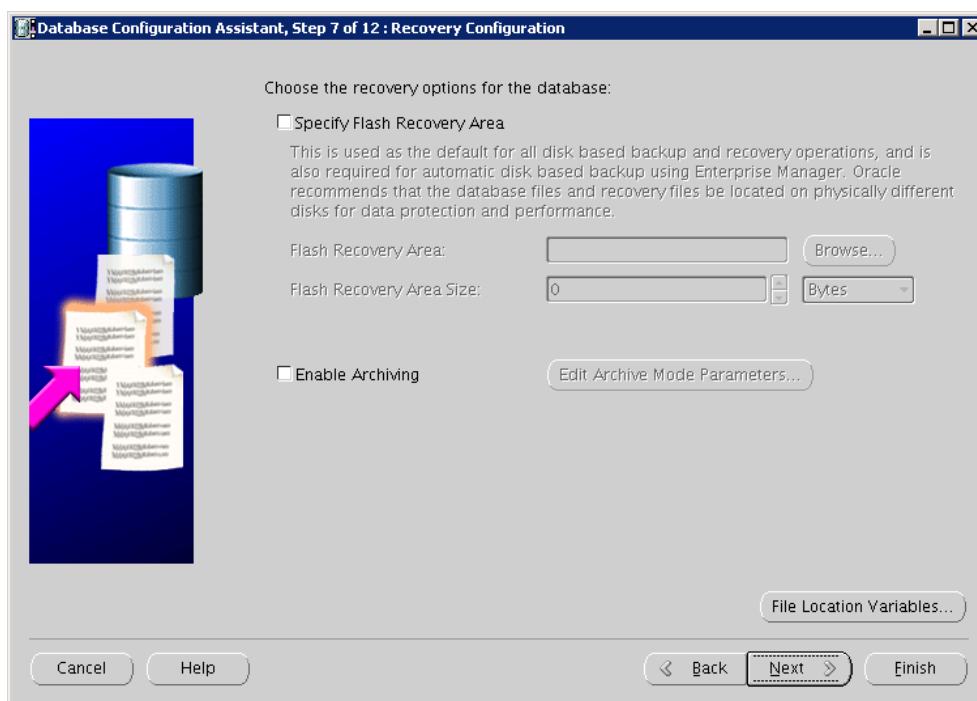 Database Configuration Assistant, Step 7 of 12 : Recovery Configuration
Choose the recovery options for the database:
Specify Flash Recovery Area
This is used as the default for all disk based backup and recovery operations, and is
also required for automatic disk based backup using Enterprise Manager. Oracle
recommends that the database files and recovery files be located on physically different
disks for data protection and performance.
Flash Recovery Area:
Browse...
Flash Recovery Area Size:
0
Bytes
Enable Archiving
Edit Archive Mode Parameters...
File Location Variables...
Cancel
Help
Back
Next
Finish